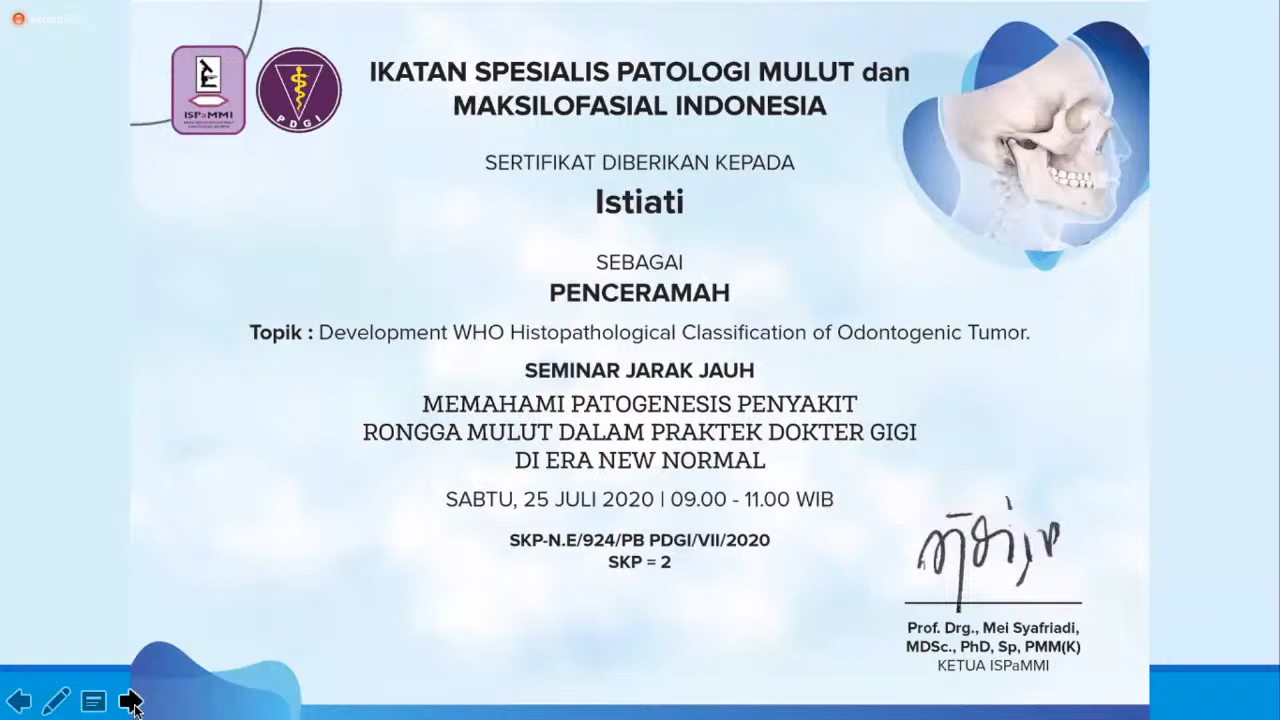 ISPaMMI
PDGI
IKATAN SPESIALIS PATOLOGI MULUT dan
MAKSILOFASIAL INDONESIA
SERTIFIKAT DIBERIKAN KEPADA
Istiati
SEBAGAI
PENCERAMAH
Topik : Development WHO Histopathological Classification of Odontogenic Tumor.
SEMINAR JARAK JAUH
MEMAHAMI PATOGENESIS PENYAKIT
RONGGA MULUT DALAM PRAKTEK DOKTER GIGI
DI ERA NEW NORMAL
SABTU, 25 JULI 2020 | 09.00 - 11.00 WIB
SKP-N.E/924/PB PDGI/VII/2020
SKP = 2
Prof. Drg., Mei Syafriadi,
MDSc., PhD, Sp, PMM(K)
KETUA ISPaMMI